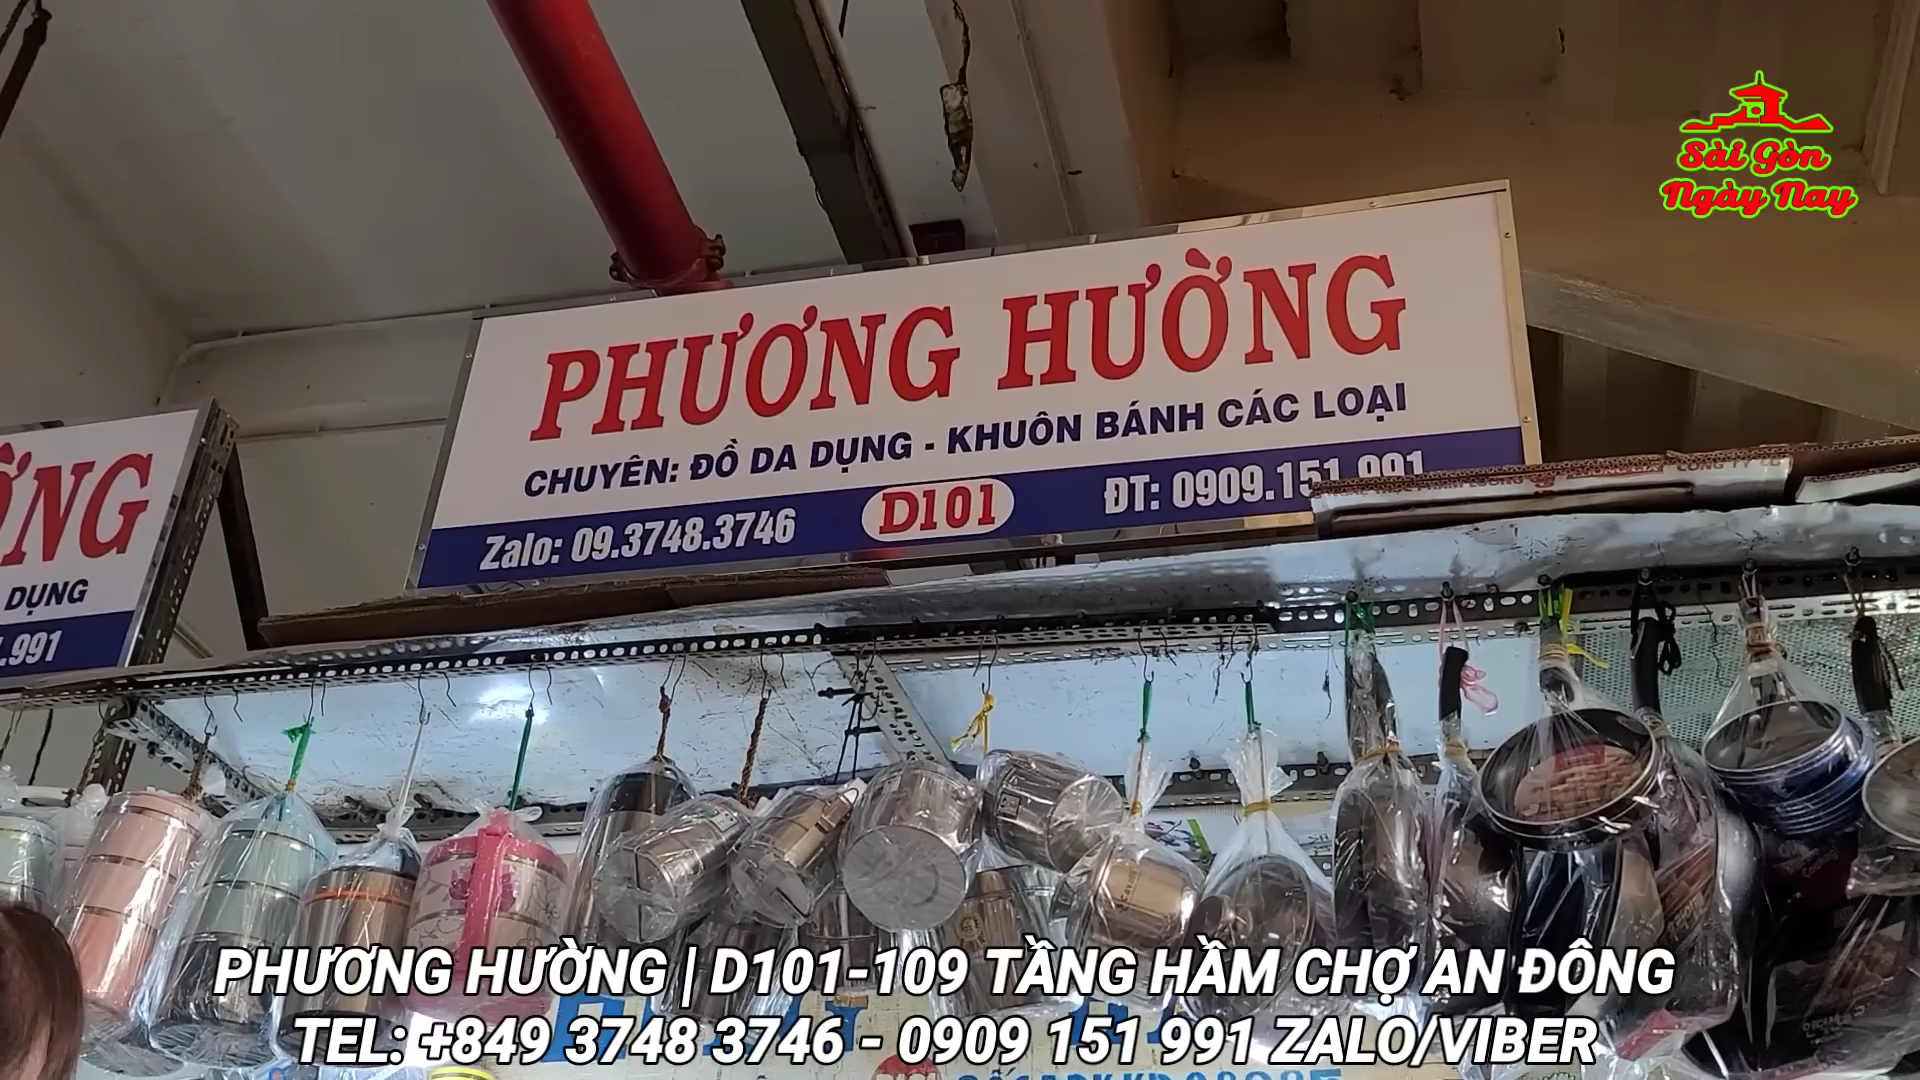 Sài Gòn
Ngày Nay
PHƯƠNG HƯỜNG
CHUYÊN: ĐỒ DA DỤNG - KHUÔN BÁNH CÁC LOẠI
Zalo: 09.3748.3746 D101 ĐT: 0909.151.991
ỜNG
DỤNG
.991
PHƯƠNG HƯỜNG | D101-109 TẦNG HẦM CHỢ AN ĐÔNG
TEL: +849 3748 3746 - 0909 151 991 ZALO/VIBER